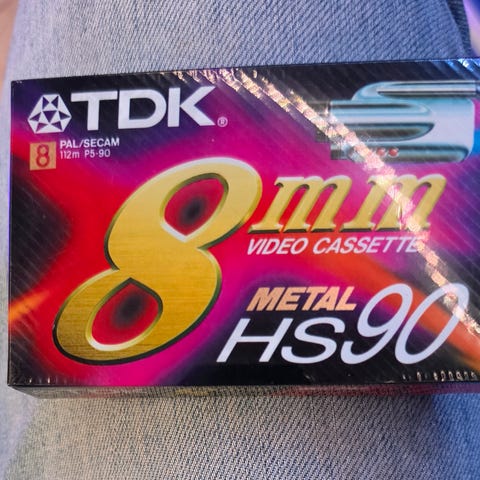 TDK®
8
PAL/SECAM
112m P5-90
8mm
VIDEO CASSETTE
METAL
HS90